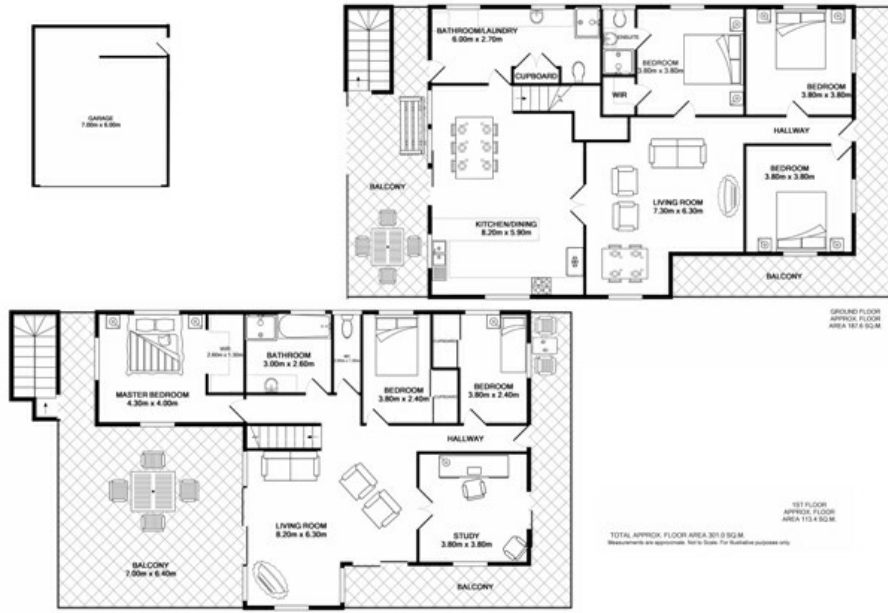 GARAGE
7.00m x 6.00m
BATHROOM/LAUNDRY
6.00m x 2.70m
CUPBOARD
ENSUITE
WIR
BEDROOM
3.80m x 3.80m
BEDROOM
3.80m x 3.80m
HALLWAY
BEDROOM
3.80m x 3.80m
BALCONY
KITCHEN/DINING
8.20m x 5.90m
LIVING ROOM
7.30m x 6.30m
BALCONY
GROUND FLOOR
APPROX. FLOOR
AREA 187.6 SQ.M.
MASTER BEDROOM
4.30m x 4.00m
WIR
BATHROOM
3.00m x 2.60m
BEDROOM
3.80m x 2.40m
CUPBOARD
CUPBOARD
BEDROOM
3.80m x 2.40m
HALLWAY
LIVING ROOM
8.20m x 6.30m
STUDY
3.80m x 3.80m
BALCONY
7.00m x 6.40m
BALCONY
1ST FLOOR
APPROX. FLOOR
AREA 113.4 SQ.M.
TOTAL APPROX. FLOOR AREA 301.0 SQ.M.
Measurements are approximate. Not to Scale. For illustrative purposes only.